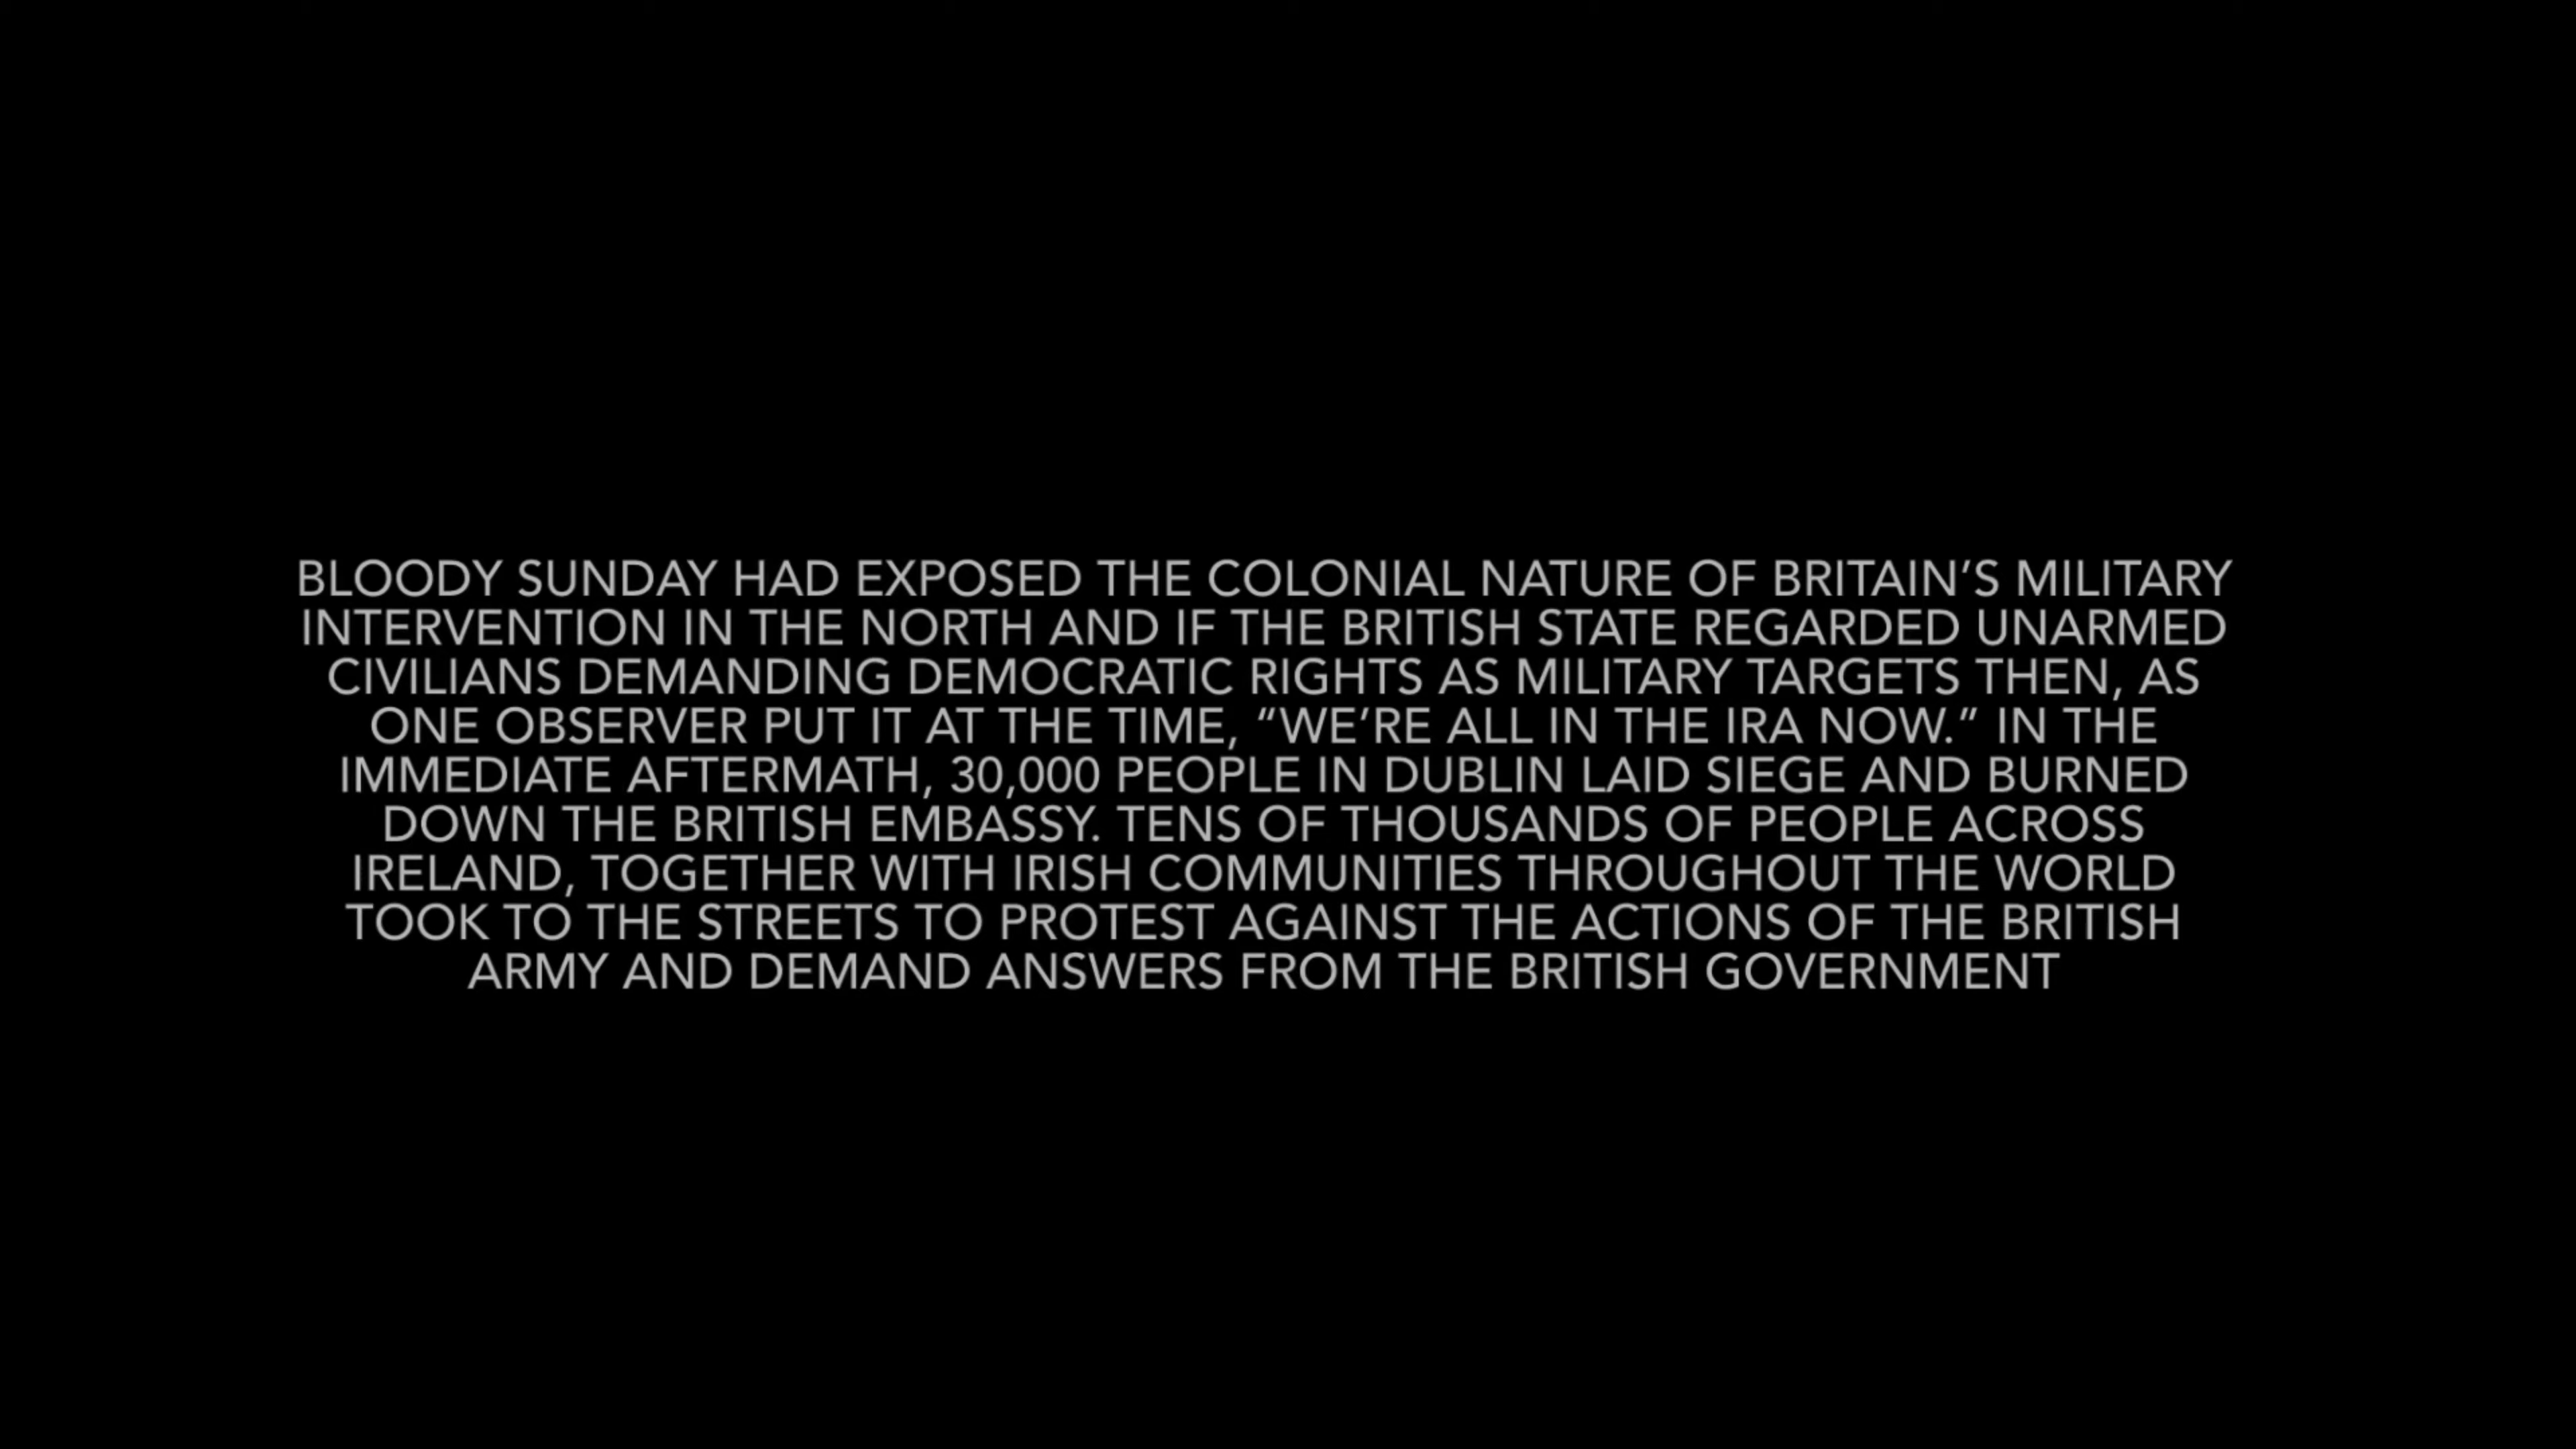 BLOODY SUNDAY HAD EXPOSED THE COLONIAL NATURE OF BRITAIN’S MILITARY
INTERVENTION IN THE NORTH AND IF THE BRITISH STATE REGARDED UNARMED
CIVILIANS DEMANDING DEMOCRATIC RIGHTS AS MILITARY TARGETS THEN, AS
ONE OBSERVER PUT IT AT THE TIME, “WE’RE ALL IN THE IRA NOW.” IN THE
IMMEDIATE AFTERMATH, 30,000 PEOPLE IN DUBLIN LAID SIEGE AND BURNED
DOWN THE BRITISH EMBASSY. TENS OF THOUSANDS OF PEOPLE ACROSS
IRELAND, TOGETHER WITH IRISH COMMUNITIES THROUGHOUT THE WORLD
TOOK TO THE STREETS TO PROTEST AGAINST THE ACTIONS OF THE BRITISH
ARMY AND DEMAND ANSWERS FROM THE BRITISH GOVERNMENT